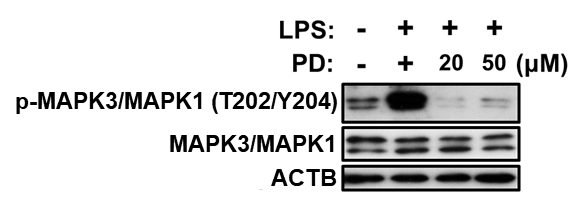 LPS: - + + +
PD: - + 20 50 (µM)
p-MAPK3/MAPK1 (T202/Y204)
MAPK3/MAPK1
ACTB